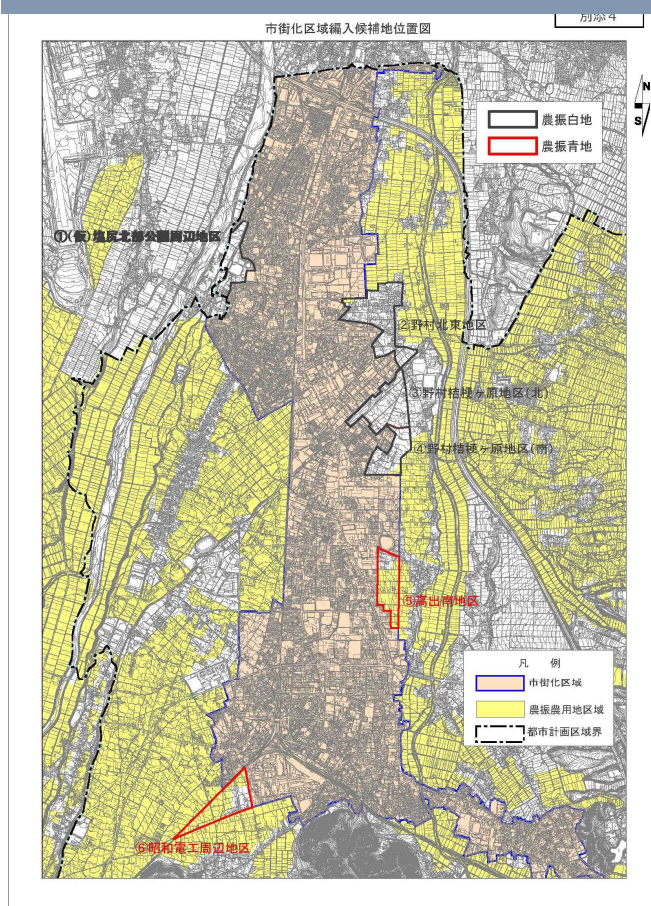 別添４
市街化区域編入候補地位置図
N
S
農振白地
農振青地
①(仮)塩尻北部公園周辺地区
②野村北東地区
③野村桔梗ヶ原地区(北)
④野村桔梗ヶ原地区(南)
⑤高出南地区
凡 例
市街化区域
農振農用地区域
都市計画区域界
⑥昭和電工周辺地区